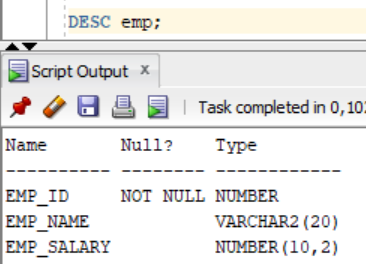 DESC emp;
Script Output x
Task completed in 0,102
Name Null? Type
---------- -------- ------------
EMP_ID NOT NULL NUMBER
EMP_NAME VARCHAR2(20)
EMP_SALARY NUMBER(10,2)